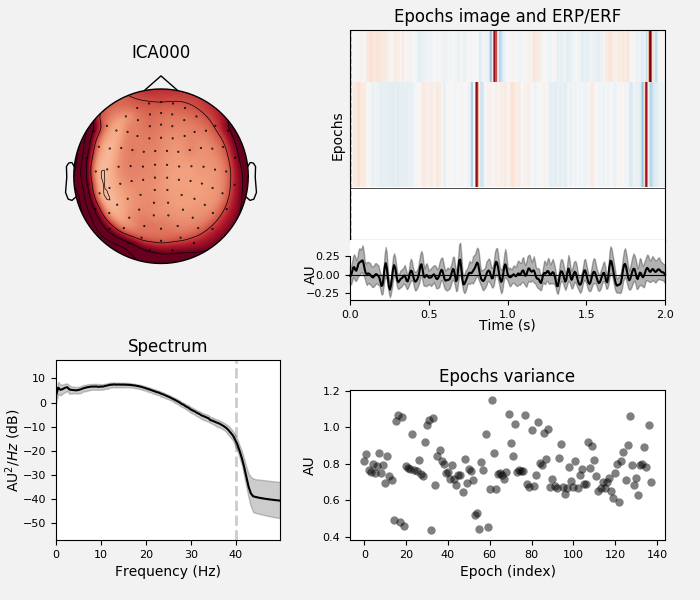 ICA000
Epochs image and ERP/ERF
Epochs
AU
0.25
0.00
−0.25
0.0 0.5 1.0 1.5 2.0
Time (s)
Spectrum
AU²/Hz (dB)
10
0
−10
−20
−30
−40
−50
0 10 20 30 40
Frequency (Hz)
Epochs variance
AU
1.2
1.0
0.8
0.6
0.4
0 20 40 60 80 100 120 140
Epoch (index)